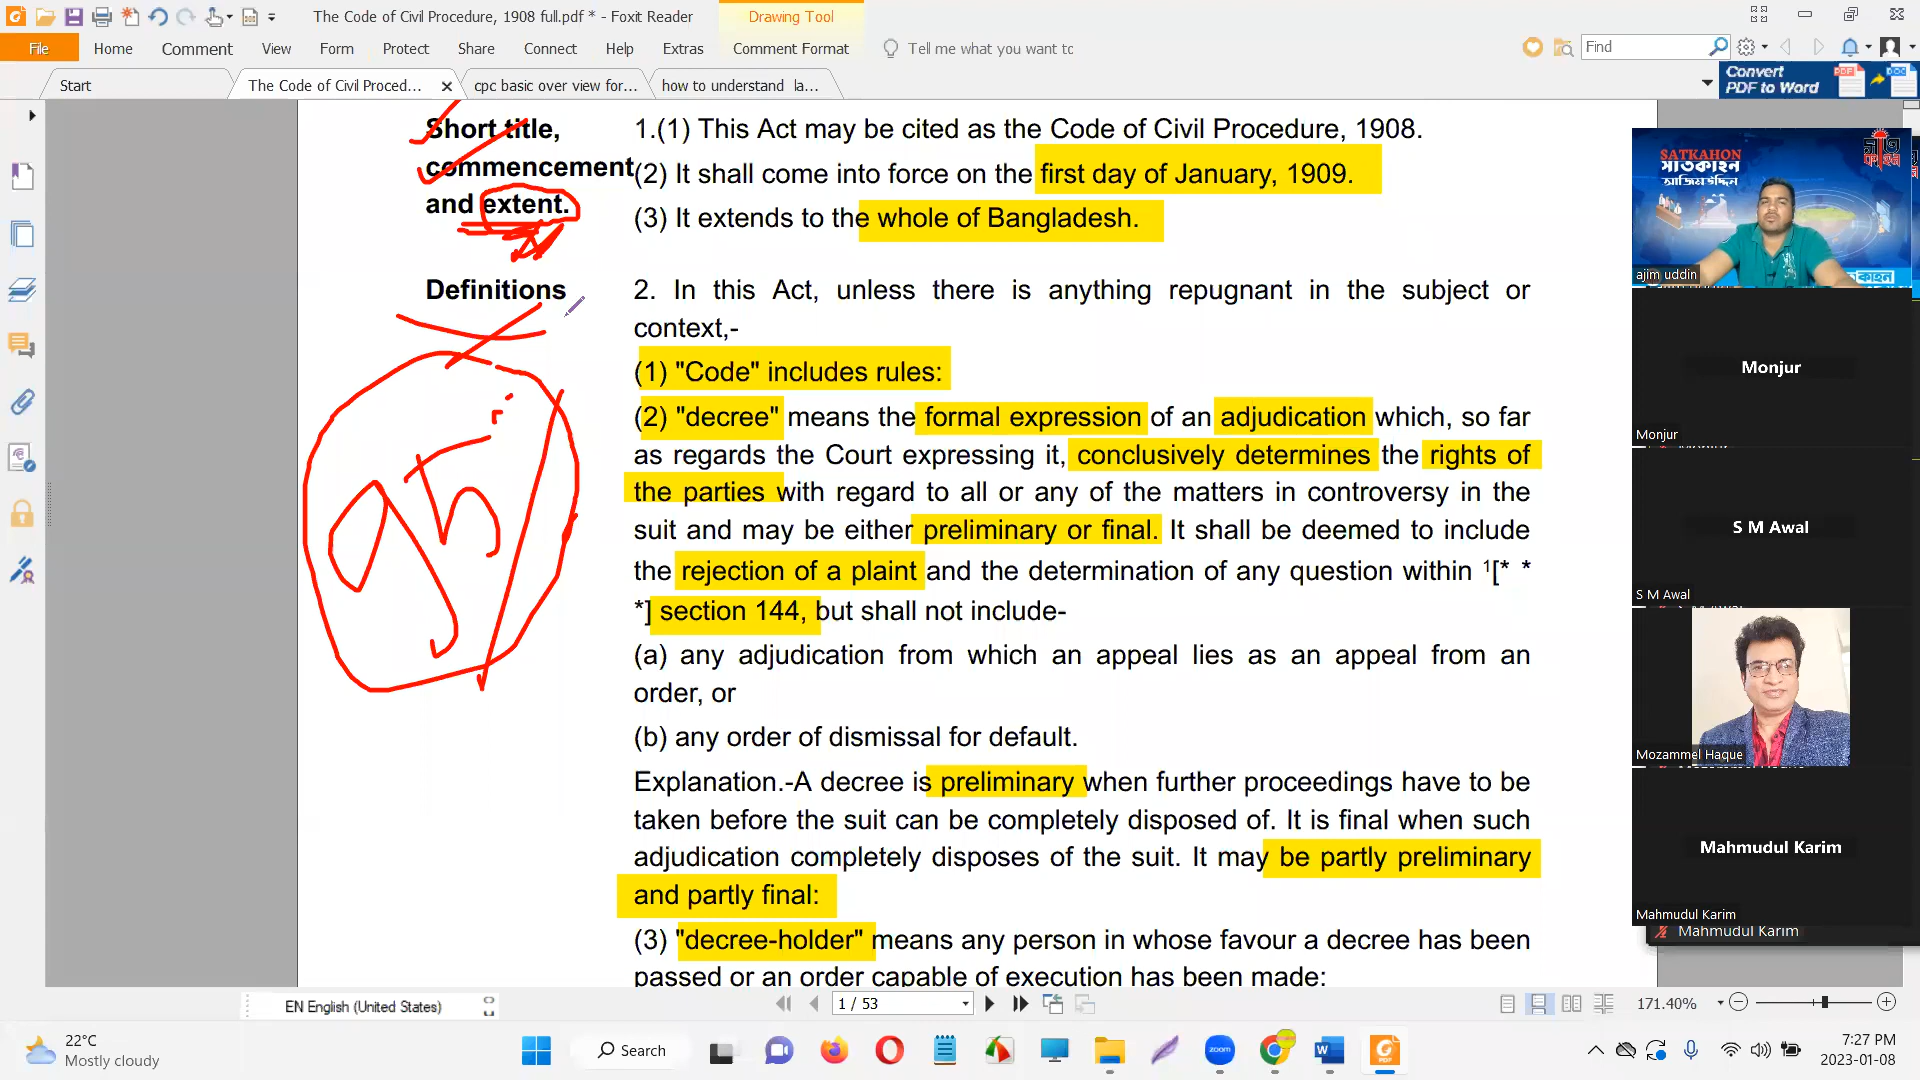 The Code of Civil Procedure, 1908 full.pdf * - Foxit Reader
Drawing Tool
File Home Comment View Form Protect Share Connect Help Extras Comment Format Tell me what you want to Find
Start The Code of Civil Proced... cpc basic over view for... how to understand la...
Convert
PDF to Word
PDF DOC
Short title,
commencement
and extent.
1.(1) This Act may be cited as the Code of Civil Procedure, 1908.
(2) It shall come into force on the first day of January, 1909.
(3) It extends to the whole of Bangladesh.
Definitions
2. In this Act, unless there is anything repugnant in the subject or
context,-
(1) "Code" includes rules:
(2) "decree" means the formal expression of an adjudication which, so far
as regards the Court expressing it, conclusively determines the rights of
the parties with regard to all or any of the matters in controversy in the
suit and may be either preliminary or final. It shall be deemed to include
the rejection of a plaint and the determination of any question within ¹[* *
*] section 144, but shall not include-
(a) any adjudication from which an appeal lies as an appeal from an
order, or
(b) any order of dismissal for default.
Explanation.-A decree is preliminary when further proceedings have to be
taken before the suit can be completely disposed of. It is final when such
adjudication completely disposes of the suit. It may be partly preliminary
and partly final:
(3) "decree-holder" means any person in whose favour a decree has been
passed or an order capable of execution has been made:
SATKAHON
সাতকাহন
আজিম উদ্দিন
ajim uddin
Monjur
Monjur
S M Awal
S M Awal
Mozammel Haque
Mahmudul Karim
Mahmudul Karim
Mahmudul Karim
EN English (United States)
1 / 53
171.40%
22°C
Mostly cloudy
Search
zoom
7:27 PM
2023-01-08